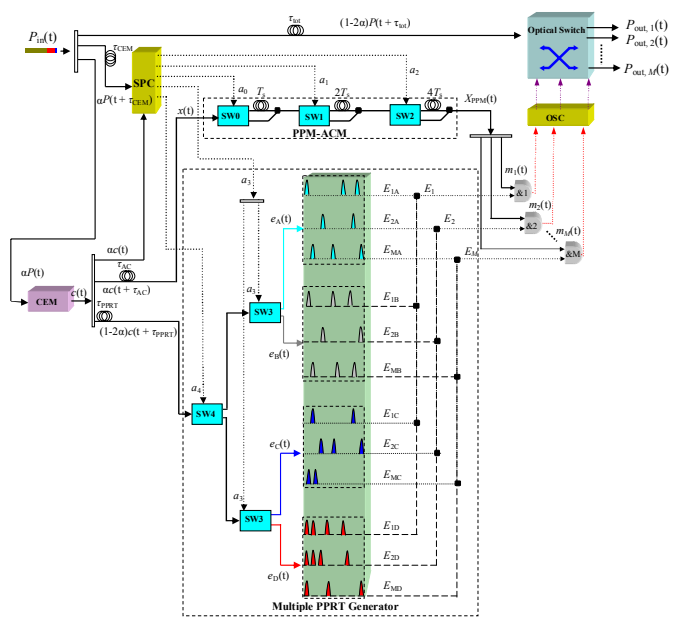 P_in(t)
τ_tot
(1-2α)P(t + τ_tot)
Optical Switch
P_out, 1(t)
P_out, 2(t)
P_out, M(t)
τ_CEM
SPC
αP(t + τ_CEM)
a_0
a_1
a_2
x(t)
T_s
2T_s
4T_s
SW0
SW1
SW2
X_PPM(t)
PPM-ACM
OSC
a_3
m_1(t)
&1
m_2(t)
&2
m_M(t)
&M
E_1A
E_1
e_A(t)
E_2A
E_2
E_MA
E_M
αc(t)
τ_AC
αc(t + τ_AC)
αP(t)
CEM
c(t)
τ_PPRT
(1-2α)c(t + τ_PPRT)
a_3
SW3
E_1B
E_2B
e_B(t)
E_MB
a_4
SW4
E_1C
e_C(t)
E_2C
E_MC
a_3
SW3
E_1D
E_2D
e_D(t)
E_MD
Multiple PPRT Generator